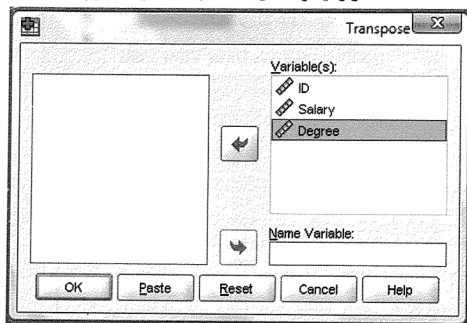 Transpose
Variable(s):
ID
Salary
Degree
Name Variable:
OK
Paste
Reset
Cancel
Help